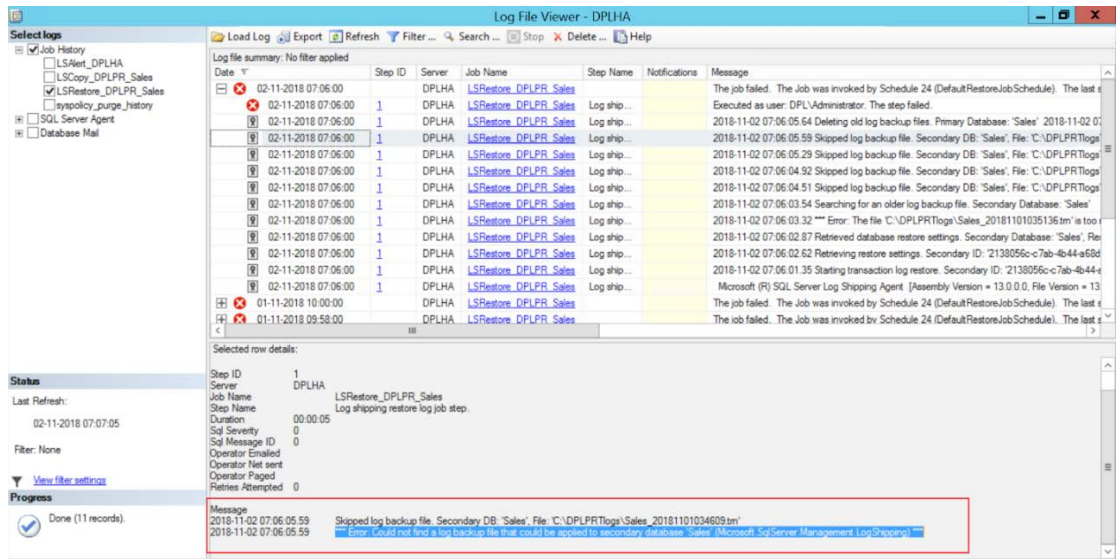 Log File Viewer - DPLHA
Select logs
Job History
LSAlert_DPLHA
LSCopy_DPLPR_Sales
LSRestore_DPLPR_Sales
syspolicy_purge_history
SQL Server Agent
Database Mail
Load Log Export Refresh Filter ... Search ... Stop Delete ... Help
Log file summary: No filter applied
Date Step ID Server Job Name Step Name Notifications Message
02-11-2018 07:06:00 DPLHA LSRestore_DPLPR_Sales The job failed. The Job was invoked by Schedule 24 (DefaultRestoreJobSchedule). The last s
02-11-2018 07:06:00 1 DPLHA LSRestore_DPLPR_Sales Log ship... Executed as user: DPL\Administrator. The step failed.
02-11-2018 07:06:00 1 DPLHA LSRestore_DPLPR_Sales Log ship... 2018-11-02 07:06:05.64 Deleting old log backup files. Primary Database: 'Sales' 2018-11-02 07
02-11-2018 07:06:00 1 DPLHA LSRestore_DPLPR_Sales Log ship... 2018-11-02 07:06:05.59 Skipped log backup file. Secondary DB: 'Sales', File: 'C:\DPLPRTlogs\
02-11-2018 07:06:00 1 DPLHA LSRestore_DPLPR_Sales Log ship... 2018-11-02 07:06:05.29 Skipped log backup file. Secondary DB: 'Sales', File: 'C:\DPLPRTlogs\
02-11-2018 07:06:00 1 DPLHA LSRestore_DPLPR_Sales Log ship... 2018-11-02 07:06:04.92 Skipped log backup file. Secondary DB: 'Sales', File: 'C:\DPLPRTlogs\
02-11-2018 07:06:00 1 DPLHA LSRestore_DPLPR_Sales Log ship... 2018-11-02 07:06:04.51 Skipped log backup file. Secondary DB: 'Sales', File: 'C:\DPLPRTlogs\
02-11-2018 07:06:00 1 DPLHA LSRestore_DPLPR_Sales Log ship... 2018-11-02 07:06:03.54 Searching for an older log backup file. Secondary Database: 'Sales'
02-11-2018 07:06:00 1 DPLHA LSRestore_DPLPR_Sales Log ship... 2018-11-02 07:06:03.32 *** Error: The file 'C:\DPLPRTlogs\Sales_20181101035136.trn' is too
02-11-2018 07:06:00 1 DPLHA LSRestore_DPLPR_Sales Log ship... 2018-11-02 07:06:02.87 Retrieved database restore settings. Secondary Database: 'Sales', Res
02-11-2018 07:06:00 1 DPLHA LSRestore_DPLPR_Sales Log ship... 2018-11-02 07:06:02.62 Retrieving restore settings. Secondary ID: '2138056c-c7ab-4b44-a68d
02-11-2018 07:06:00 1 DPLHA LSRestore_DPLPR_Sales Log ship... 2018-11-02 07:06:01.35 Starting transaction log restore. Secondary ID: '2138056c-c7ab-4b44-a
02-11-2018 07:06:00 1 DPLHA LSRestore_DPLPR_Sales Log ship... Microsoft (R) SQL Server Log Shipping Agent [Assembly Version = 13.0.0.0, File Version = 13
01-11-2018 10:00:00 DPLHA LSRestore_DPLPR_Sales The job failed. The Job was invoked by Schedule 24 (DefaultRestoreJobSchedule). The last s
01-11-2018 09:58:00 DPLHA LSRestore_DPLPR_Sales The job failed. The Job was invoked by Schedule 24 (DefaultRestoreJobSchedule). The last s
Selected row details:
Step ID 1
Server DPLHA
Job Name LSRestore_DPLPR_Sales
Step Name Log shipping restore log job step.
Duration 00:00:05
Sql Severity 0
Sql Message ID 0
Operator Emailed
Operator Net sent
Operator Paged
Retries Attempted 0
Message
2018-11-02 07:06:05.59 Skipped log backup file. Secondary DB: 'Sales', File: 'C:\DPLPRTlogs\Sales_20181101034609.trn'
2018-11-02 07:06:05.59 *** Error: Could not find a log backup file that could be applied to secondary database 'Sales'.(Microsoft.SqlServer.Management.LogShipping) ***
Status
Last Refresh:
02-11-2018 07:07:05
Filter: None
View filter settings
Progress
Done (11 records).